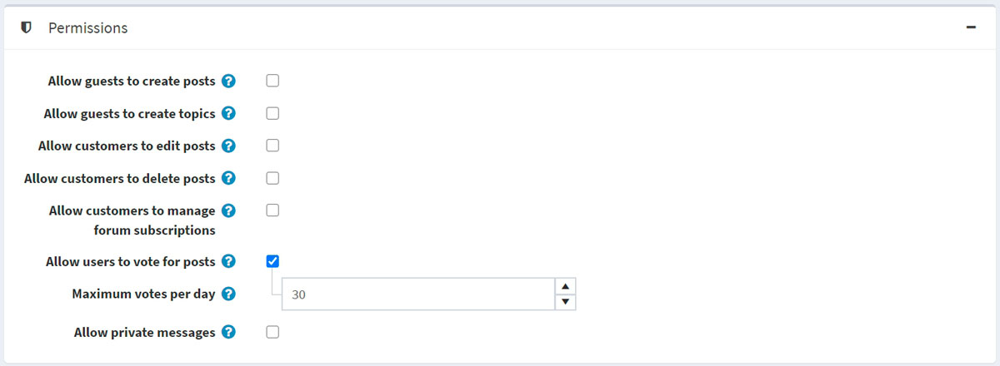 Permissions
Allow guests to create posts
Allow guests to create topics
Allow customers to edit posts
Allow customers to delete posts
Allow customers to manage
forum subscriptions
Allow users to vote for posts
Maximum votes per day 30
Allow private messages